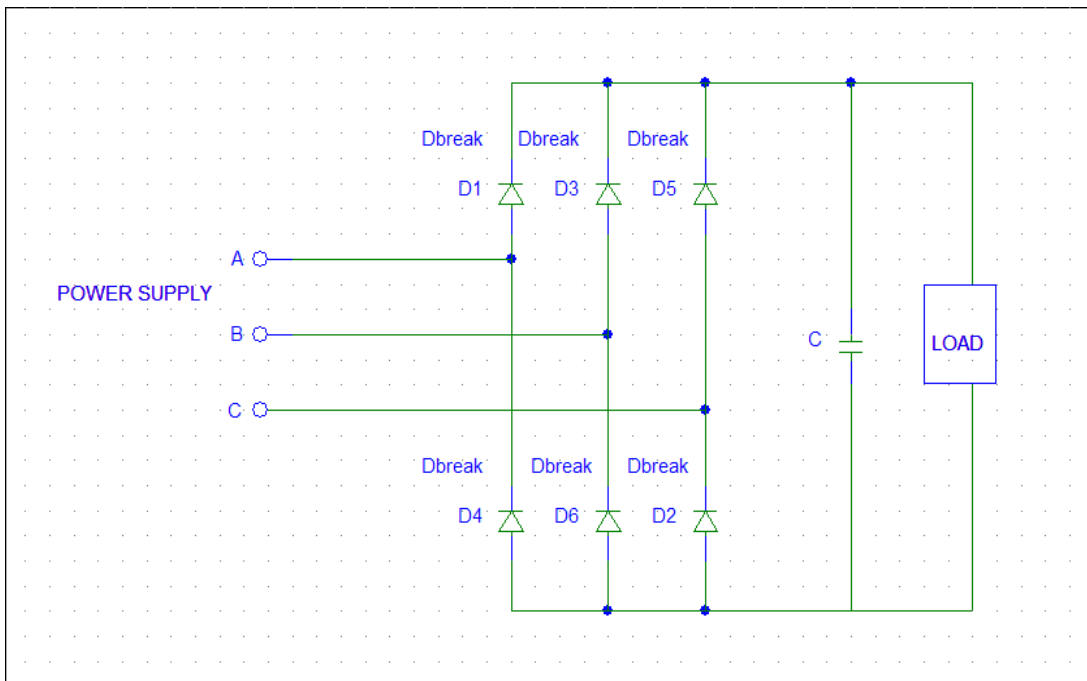 Dbreak Dbreak Dbreak
D1 D3 D5
A
POWER SUPPLY
B
C LOAD
C
Dbreak Dbreak Dbreak
D4 D6 D2